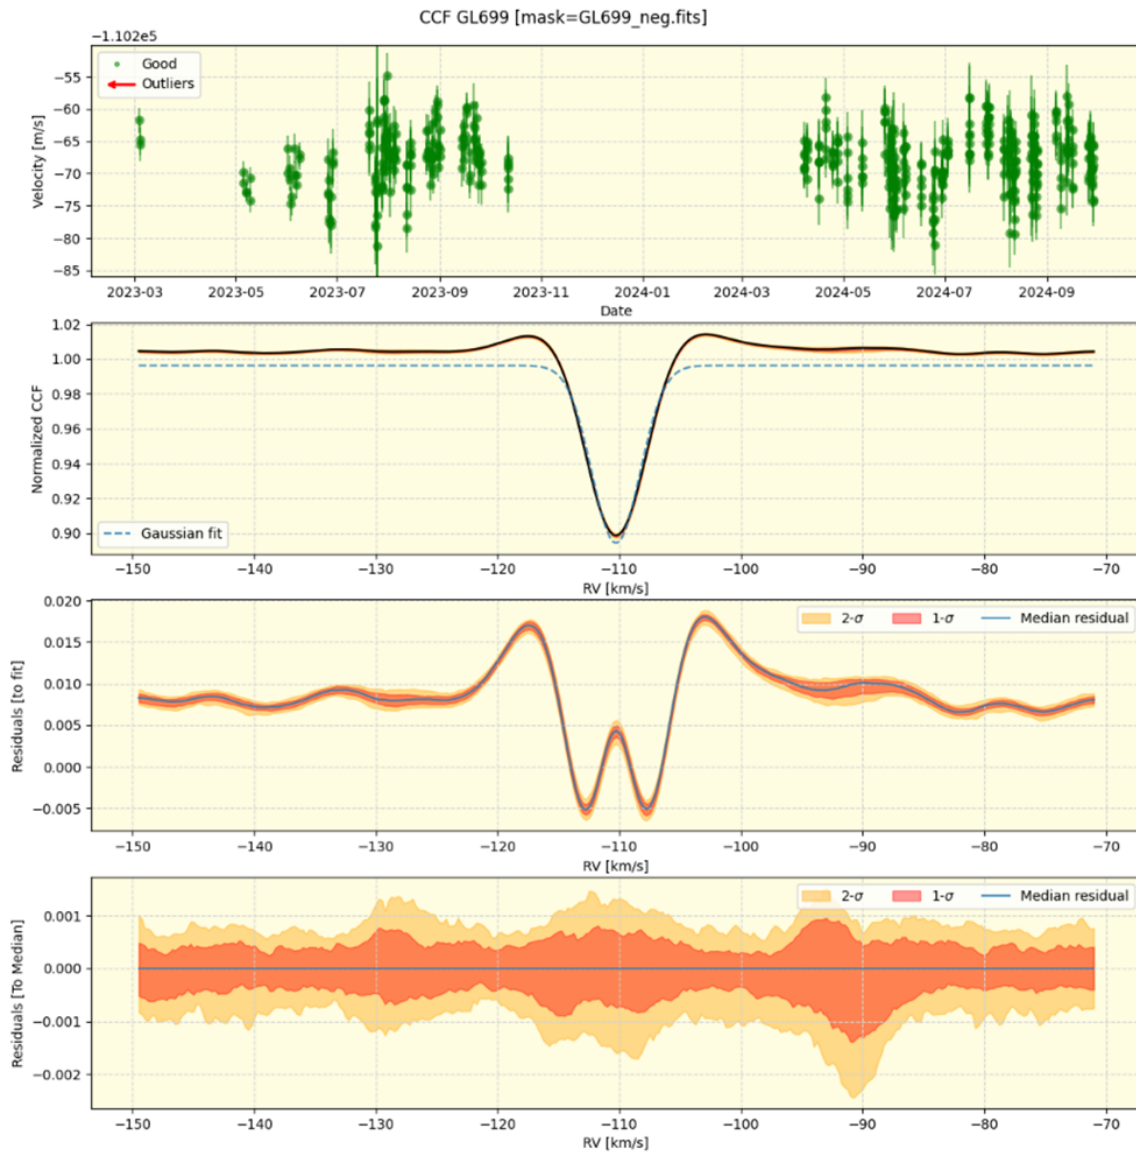 CCF GL699 [mask=GL699_neg.fits]
−1.102e5
Good
Outliers
Velocity [m/s]
−55
−60
−65
−70
−75
−80
−85
2023-03 2023-05 2023-07 2023-09 2023-11 2024-01 2024-03 2024-05 2024-07 2024-09
Date
Normalized CCF
1.02
1.00
0.98
0.96
0.94
0.92
0.90
Gaussian fit
−150 −140 −130 −120 −110 −100 −90 −80 −70
RV [km/s]
Residuals [to fit]
0.020
0.015
0.010
0.005
0.000
−0.005
2-σ 1-σ Median residual
−150 −140 −130 −120 −110 −100 −90 −80 −70
RV [km/s]
Residuals [To Median]
0.001
0.000
−0.001
−0.002
2-σ 1-σ Median residual
−150 −140 −130 −120 −110 −100 −90 −80 −70
RV [km/s]